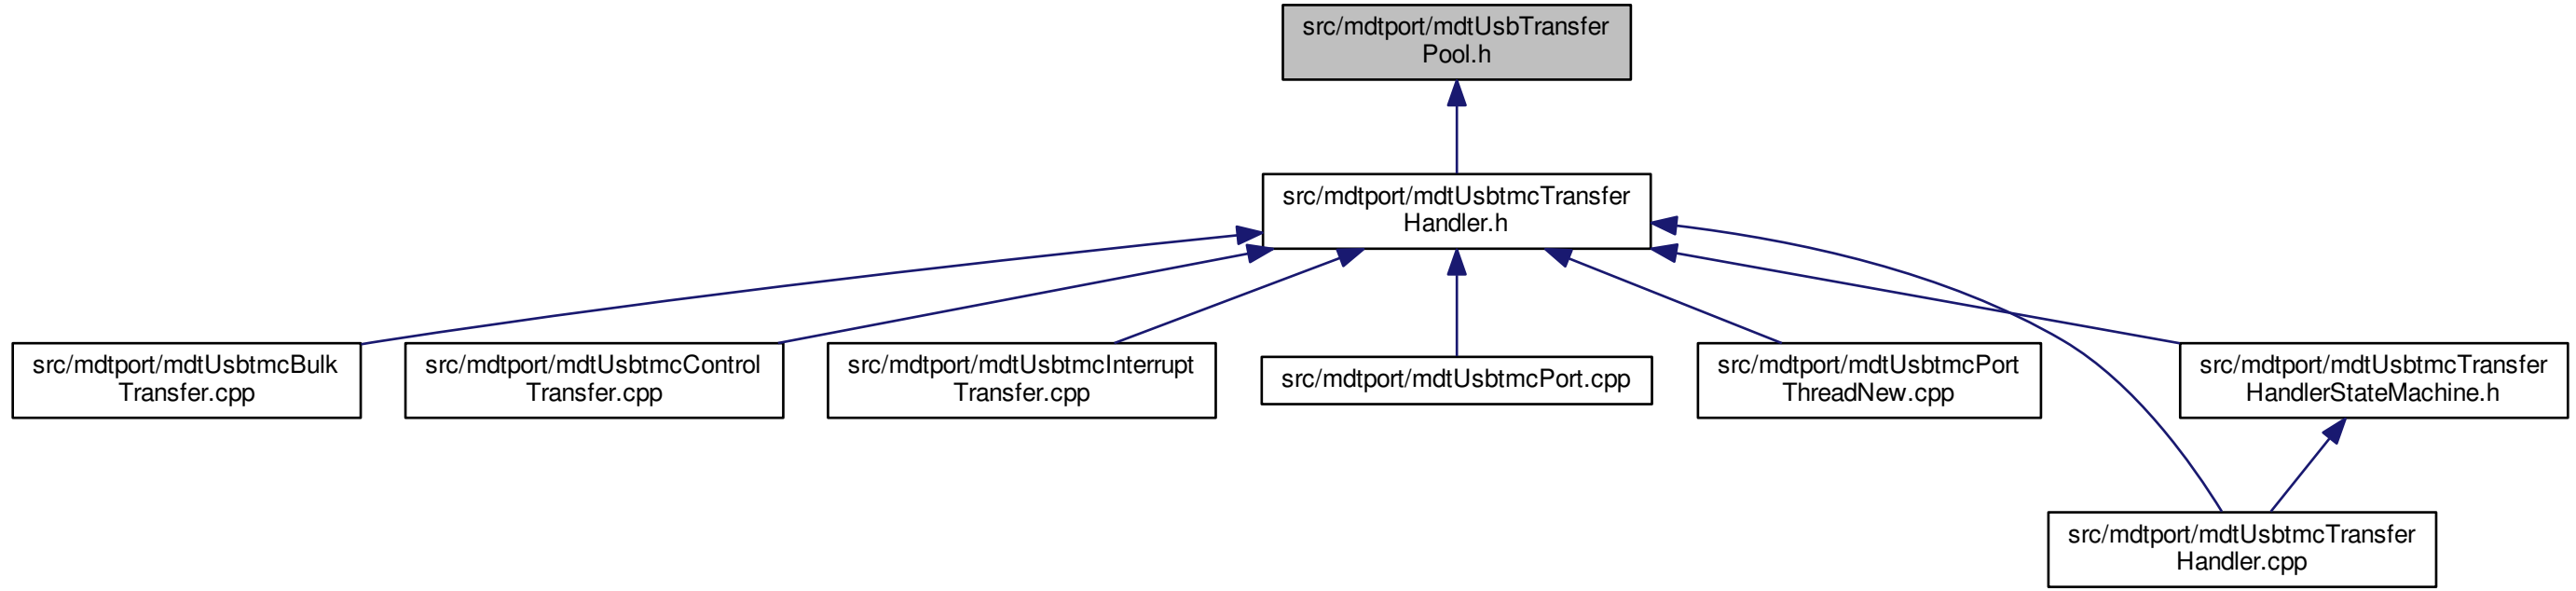 src/mdtport/mdtUsbTransfer
Pool.h
src/mdtport/mdtUsbtmcTransfer
Handler.h
src/mdtport/mdtUsbtmcBulk
Transfer.cpp
src/mdtport/mdtUsbtmcControl
Transfer.cpp
src/mdtport/mdtUsbtmcInterrupt
Transfer.cpp
src/mdtport/mdtUsbtmcPort.cpp
src/mdtport/mdtUsbtmcPort
ThreadNew.cpp
src/mdtport/mdtUsbtmcTransfer
HandlerStateMachine.h
src/mdtport/mdtUsbtmcTransfer
Handler.cpp